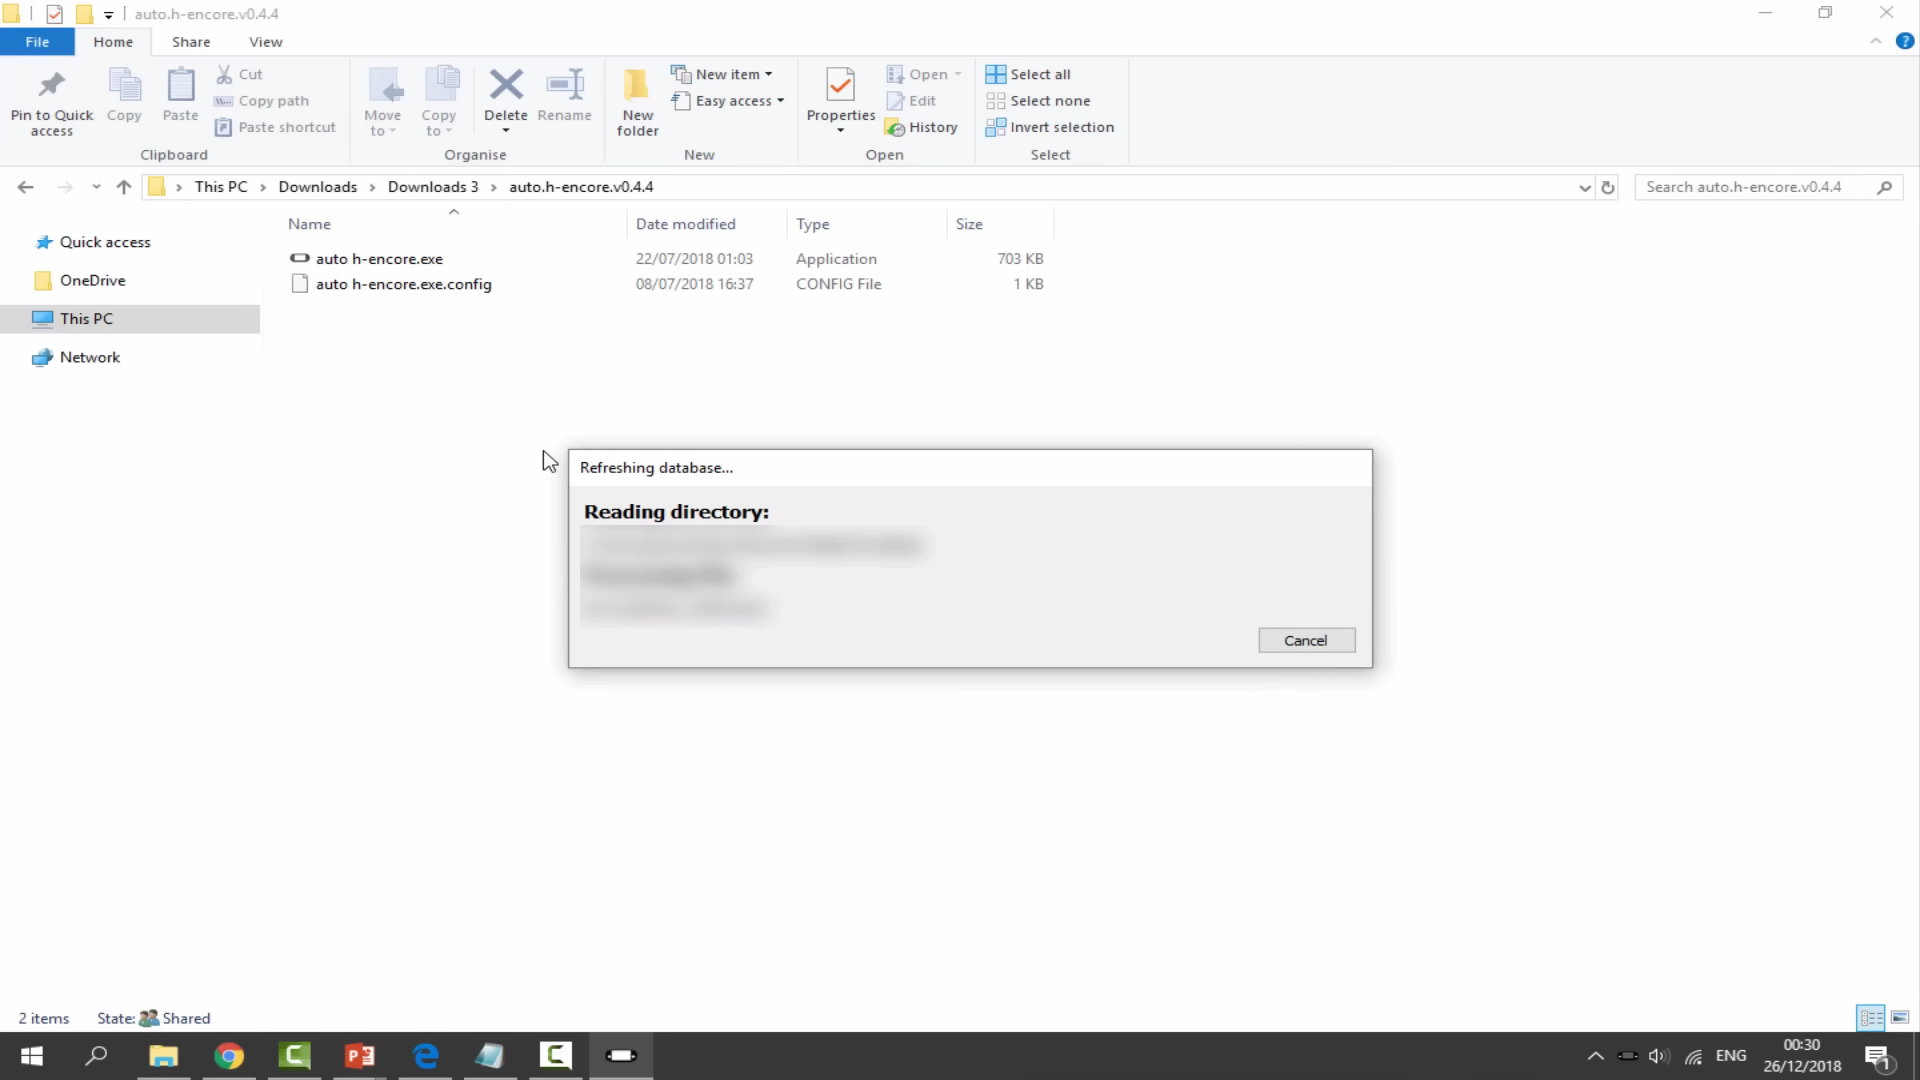 auto.h-encore.v0.4.4
File Home Share View
Pin to Quick access
Copy
Paste
Cut
Copy path
Paste shortcut
Clipboard
Move to
Copy to
Delete
Rename
Organise
New folder
New item
Easy access
New
Properties
Open
Edit
History
Open
Select all
Select none
Invert selection
Select
This PC Downloads Downloads 3 auto.h-encore.v0.4.4
Search auto.h-encore.v0.4.4
Quick access
OneDrive
This PC
Network
Name Date modified Type Size
auto h-encore.exe 22/07/2018 01:03 Application 703 KB
auto h-encore.exe.config 08/07/2018 16:37 CONFIG File 1 KB
Refreshing database...
Reading directory:
Cancel
2 items State: Shared
ENG
00:30
26/12/2018
1